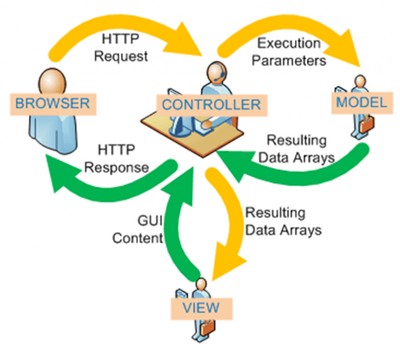 HTTP
Request
Execution
Parameters
BROWSER
CONTROLLER
MODEL
HTTP
Response
Resulting
Data Arrays
GUI
Content
Resulting
Data Arrays
VIEW